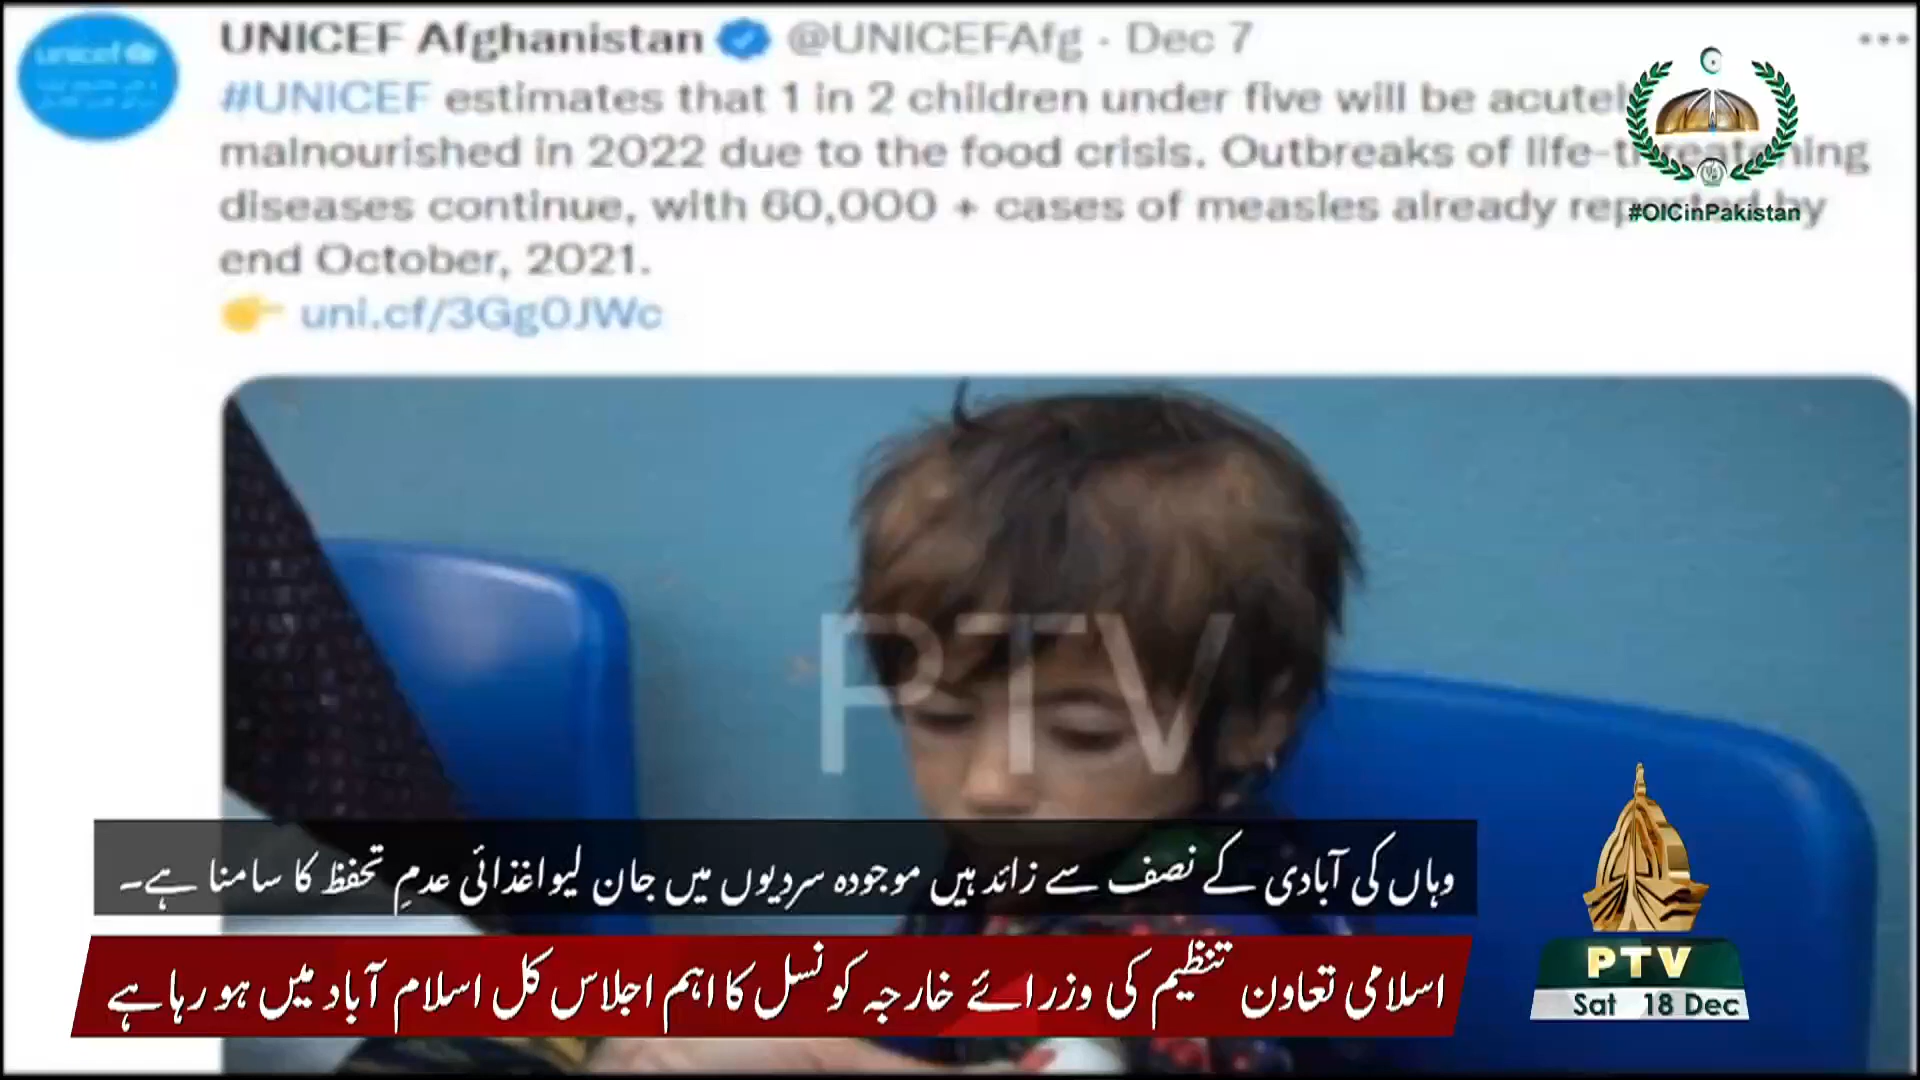 UNICEF Afghanistan @UNICEFAfg · Dec 7
#UNICEF estimates that 1 in 2 children under five will be acutel
malnourished in 2022 due to the food crisis. Outbreaks of life-threatening
diseases continue, with 60,000 + cases of measles already reported by
end October, 2021.
uni.cf/3Gg0JWc
unicef
#OICinPakistan
PTV
وہاں کی آبادی کے نصف سے زائد ہیں موجودہ سردیوں میں جان لیوا غذائی عدمِ تحفظ کا سامنا ہے۔
اسلامی تعاون تنظیم کی وزرائے خارجہ کونسل کا اہم اجلاس کل اسلام آباد میں ہو رہا ہے
PTV
Sat 18 Dec